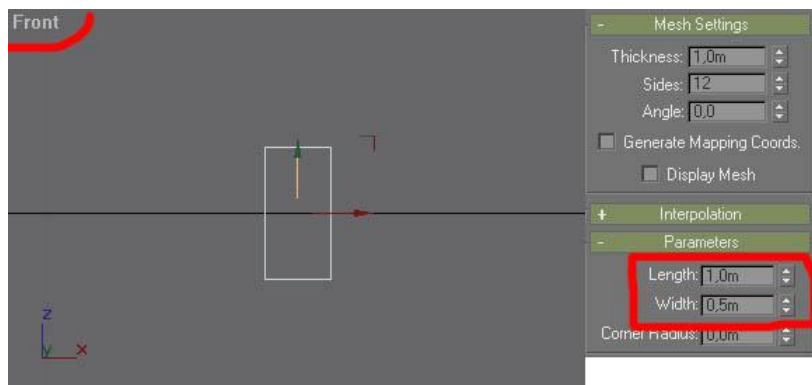 Front
z
y x
- Mesh Settings
Thickness: 1,0m
Sides: 12
Angle: 0,0
Generate Mapping Coords.
Display Mesh
+ Interpolation
- Parameters
Length: 1,0m
Width: 0,5m
Corner Radius: 0,0m